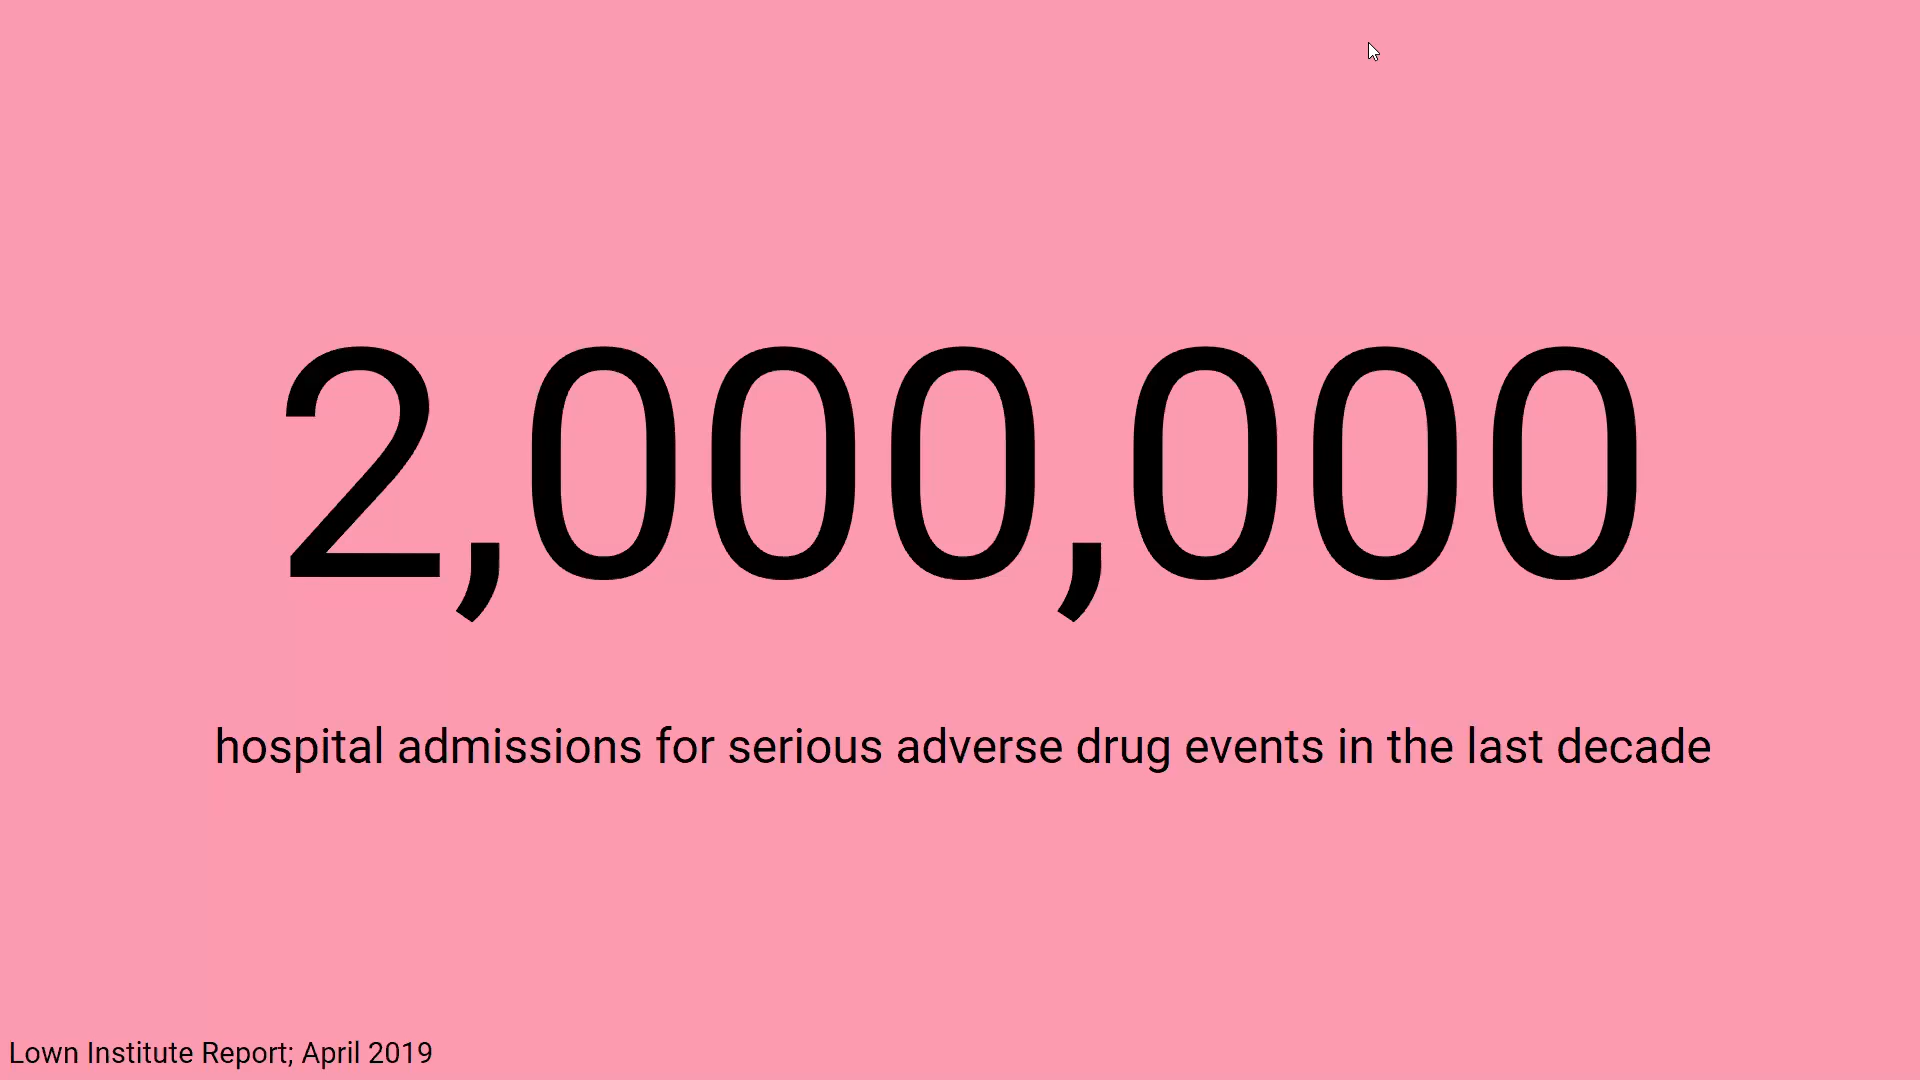 2,000,000
hospital admissions for serious adverse drug events in the last decade
Lown Institute Report; April 2019